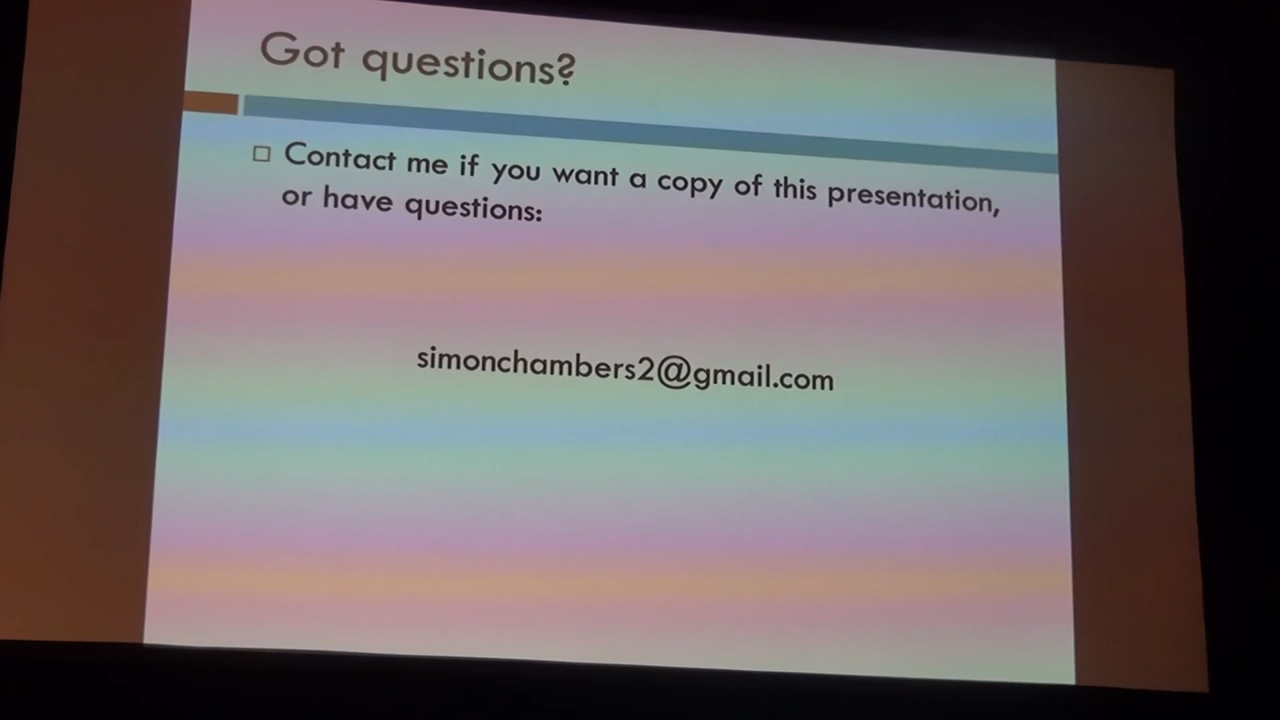 Got questions?
Contact me if you want a copy of this presentation,
or have questions:
simonchambers2@gmail.com